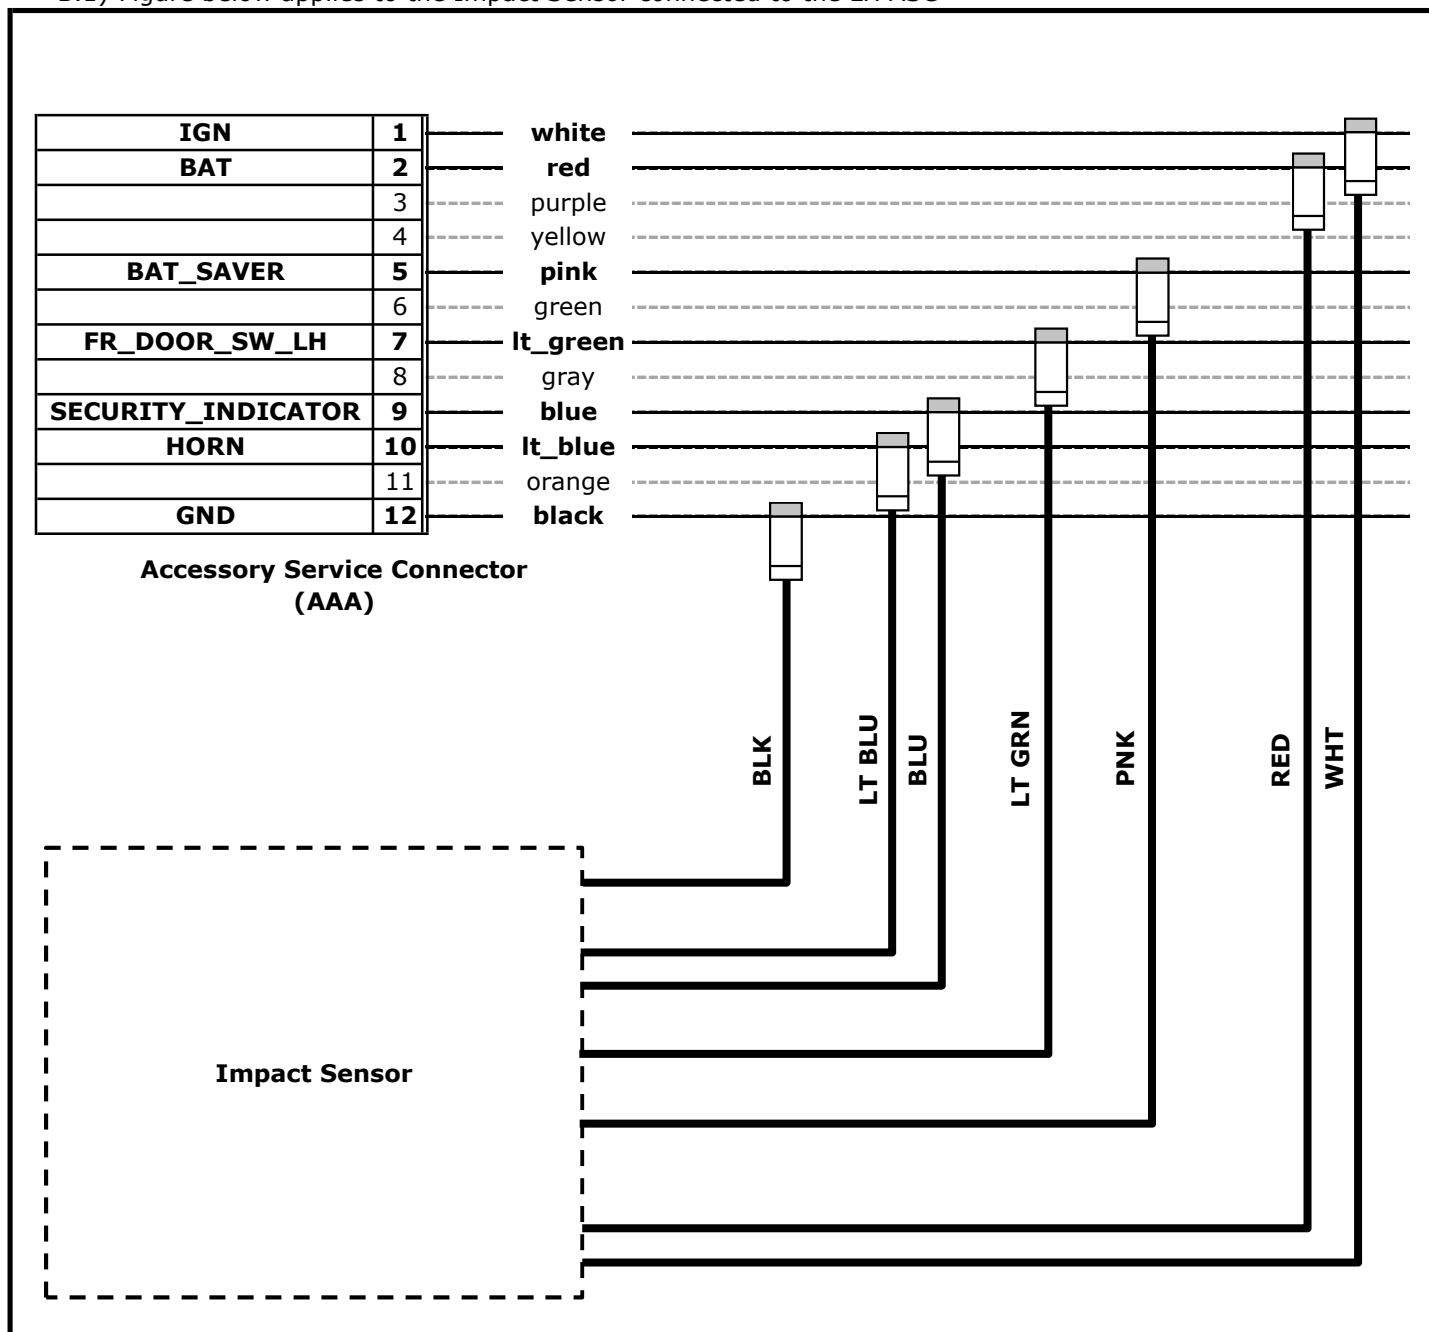 IGN 1 white
BAT 2 red
3 purple
4 yellow
BAT_SAVER 5 pink
6 green
FR_DOOR_SW_LH 7 lt_green
8 gray
SECURITY_INDICATOR 9 blue
HORN 10 lt_blue
11 orange
GND 12 black
Accessory Service Connector
(AAA)
BLK
LT BLU
BLU
LT GRN
PNK
RED
WHT
Impact Sensor